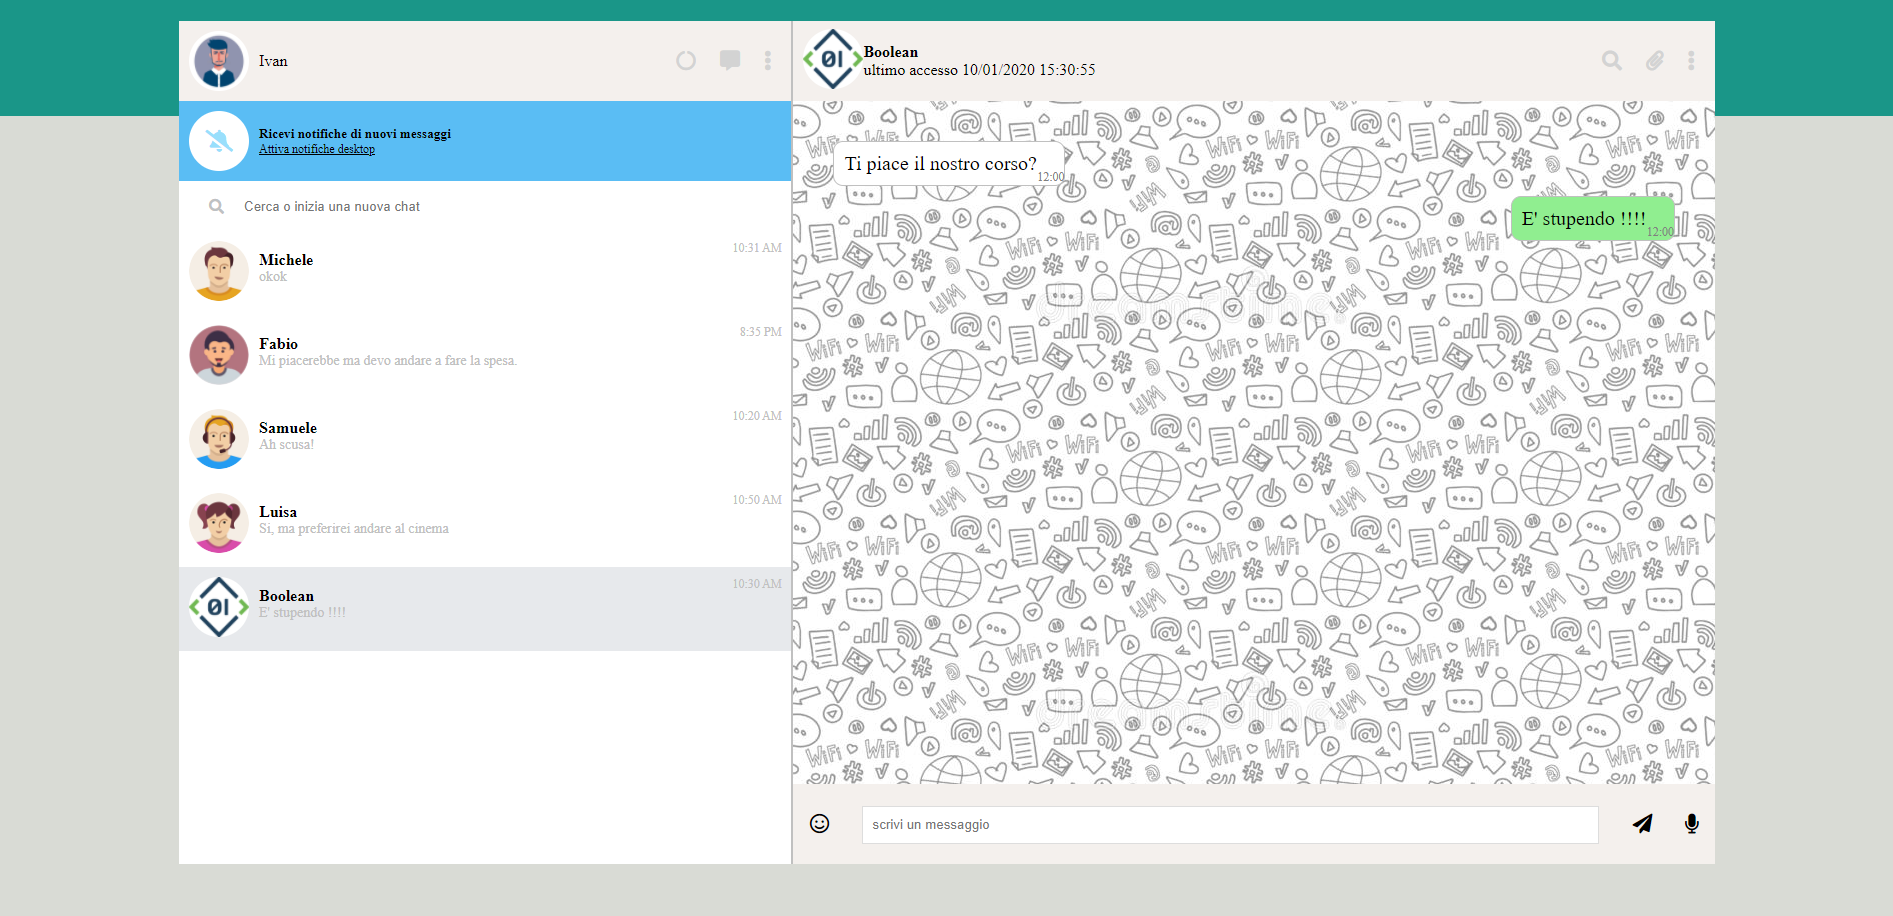 Ivan
Boolean
ultimo accesso 10/01/2020 15:30:55
Ricevi notifiche di nuovi messaggi
Attiva notifiche desktop
Cerca o inizia una nuova chat
Michele
10:31 AM
okok
Fabio
8:35 PM
Mi piacerebbe ma devo andare a fare la spesa.
Samuele
10:20 AM
Ah scusa!
Luisa
10:50 AM
Si, ma preferirei andare al cinema
Boolean
10:30 AM
E' stupendo !!!!
Ti piace il nostro corso?
12:00
E' stupendo !!!!
12:00
WiFi WiFi
dreamstime
scrivi un messaggio